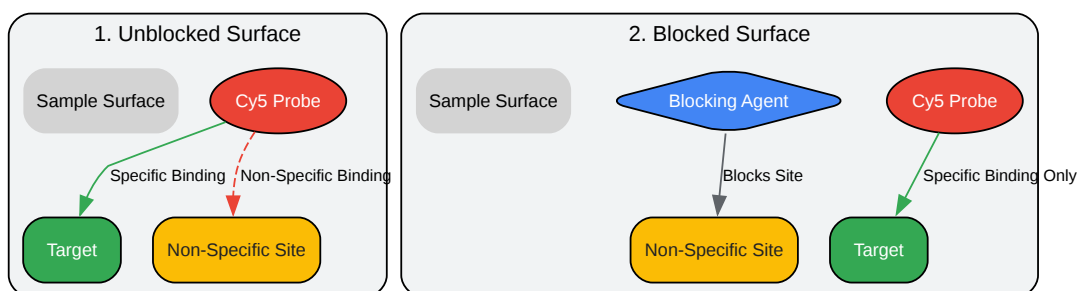 1. Unblocked Surface
Sample Surface
Cy5 Probe
Specific Binding
Non-Specific Binding
Target
Non-Specific Site
2. Blocked Surface
Sample Surface
Blocking Agent
Cy5 Probe
Blocks Site
Specific Binding Only
Non-Specific Site
Target